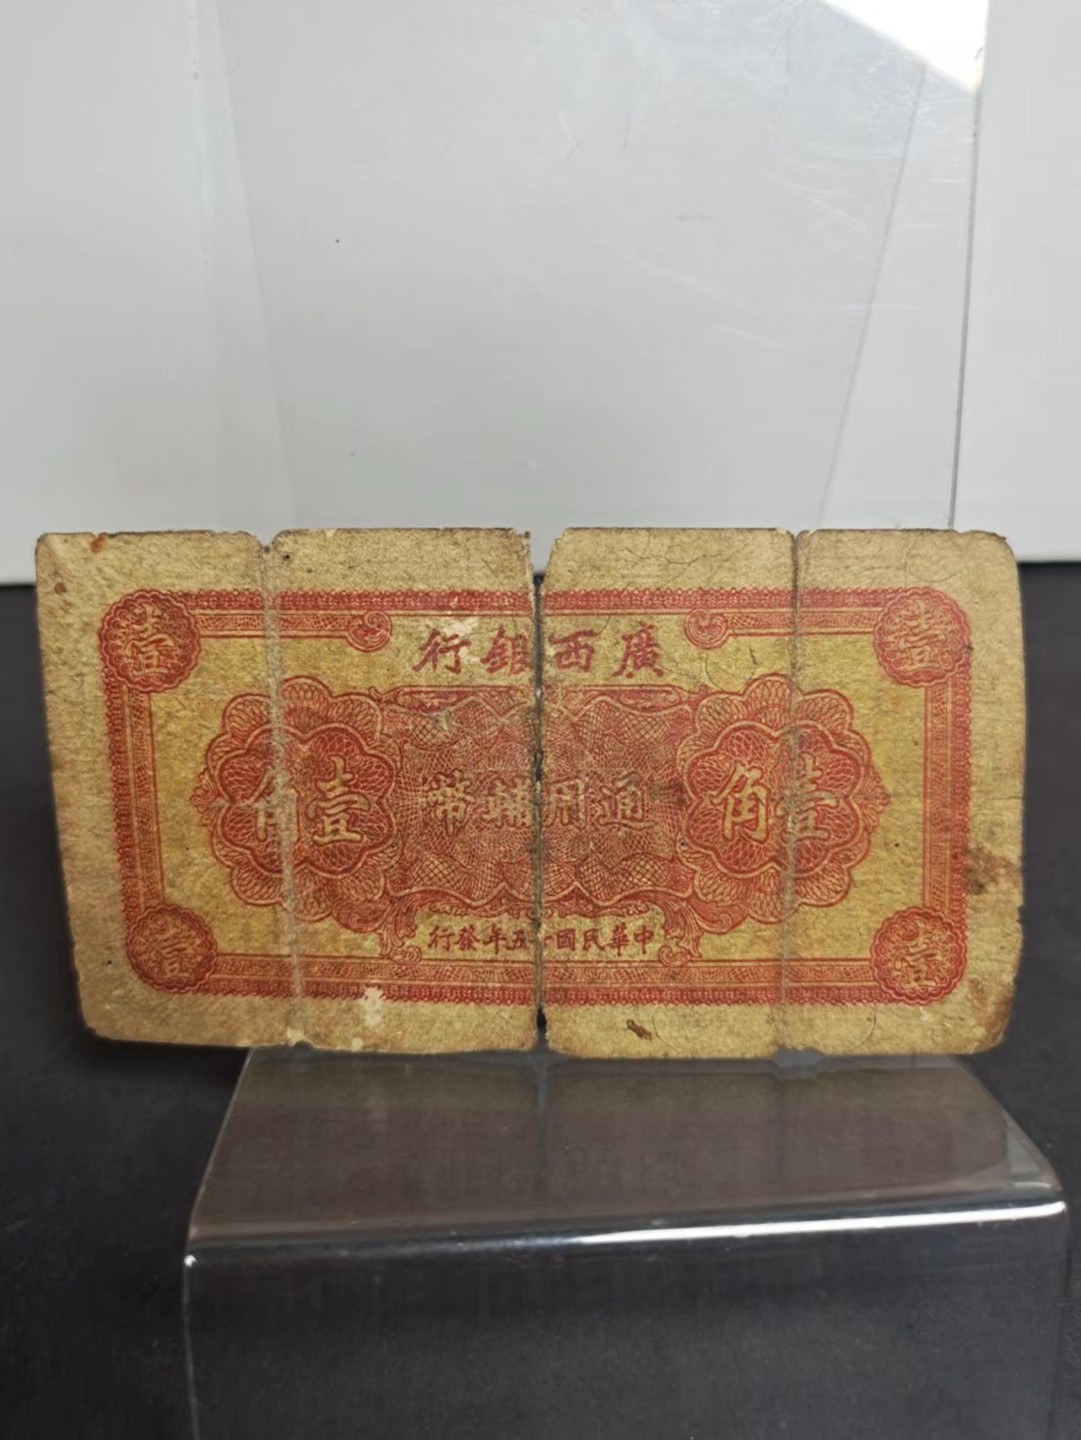 壹 壹
廣西銀行
壹角 通用輔幣 壹角
中華民國十五年發行
壹 壹